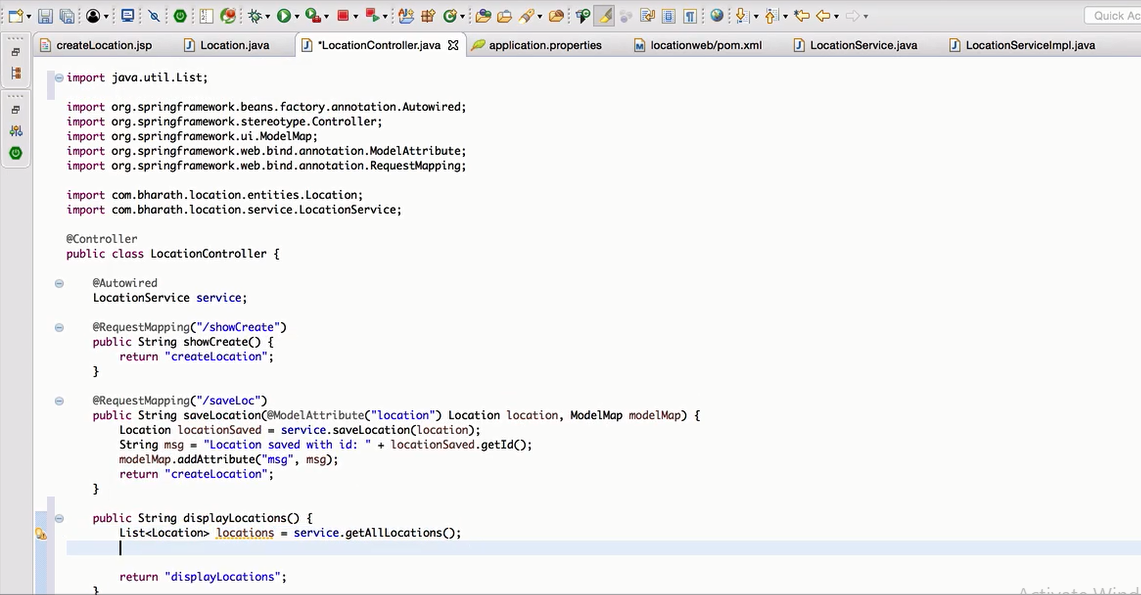 Quick Ac
createLocation.jsp
Location.java
*LocationController.java
application.properties
locationweb/pom.xml
LocationService.java
LocationServiceImpl.java
import java.util.List;
import org.springframework.beans.factory.annotation.Autowired;
import org.springframework.stereotype.Controller;
import org.springframework.ui.ModelMap;
import org.springframework.web.bind.annotation.ModelAttribute;
import org.springframework.web.bind.annotation.RequestMapping;
import com.bharath.location.entities.Location;
import com.bharath.location.service.LocationService;
@Controller
public class LocationController {
@Autowired
LocationService service;
@RequestMapping("/showCreate")
public String showCreate() {
return "createLocation";
}
@RequestMapping("/saveLoc")
public String saveLocation(@ModelAttribute("location") Location location, ModelMap modelMap) {
Location locationSaved = service.saveLocation(location);
String msg = "Location saved with id: " + locationSaved.getId();
modelMap.addAttribute("msg", msg);
return "createLocation";
}
public String displayLocations() {
List<Location> locations = service.getAllLocations();
return "displayLocations";
}
Activate Wind